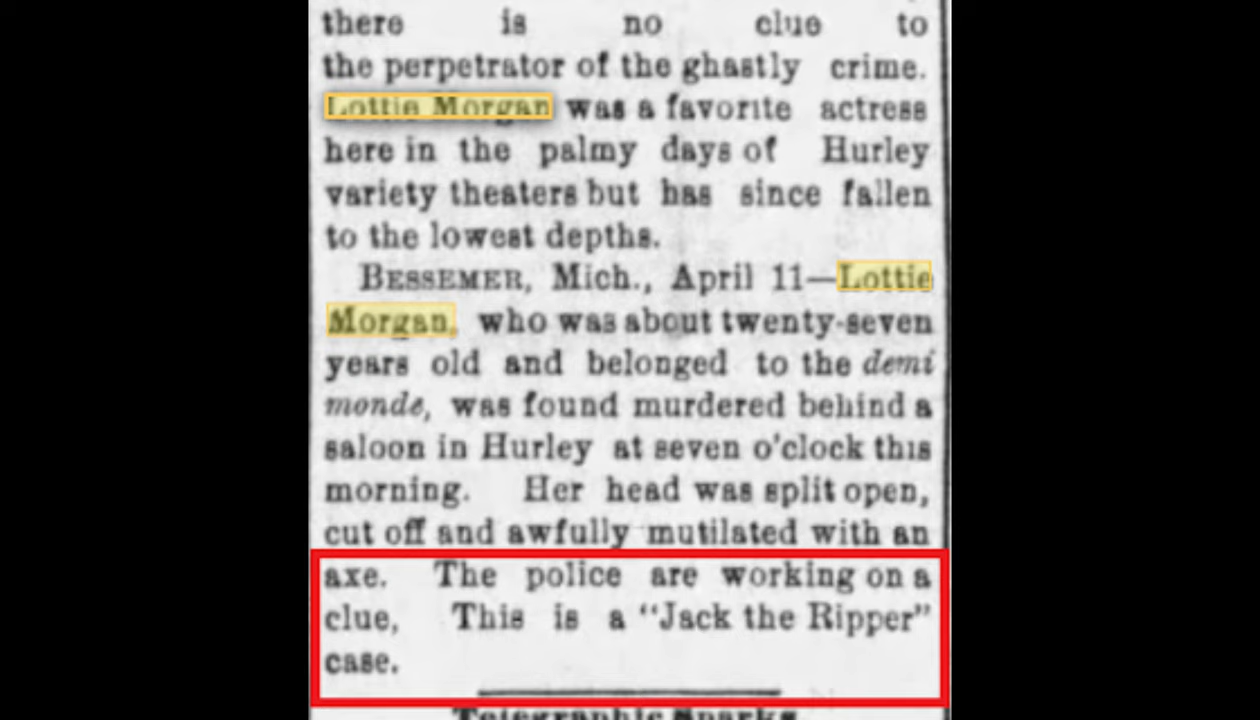 there is no clue to
the perpetrator of the ghastly crime.
Lottie Morgan was a favorite actress
here in the palmy days of Hurley
variety theaters but has since fallen
to the lowest depths.
BESSEMER, Mich., April 11—Lottie
Morgan, who was about twenty-seven
years old and belonged to the demi
monde, was found murdered behind a
saloon in Hurley at seven o'clock this
morning. Her head was split open,
cut off and awfully mutilated with an
axe. The police are working on a
clue, This is a "Jack the Ripper"
case.
Telegraphic Sparks.